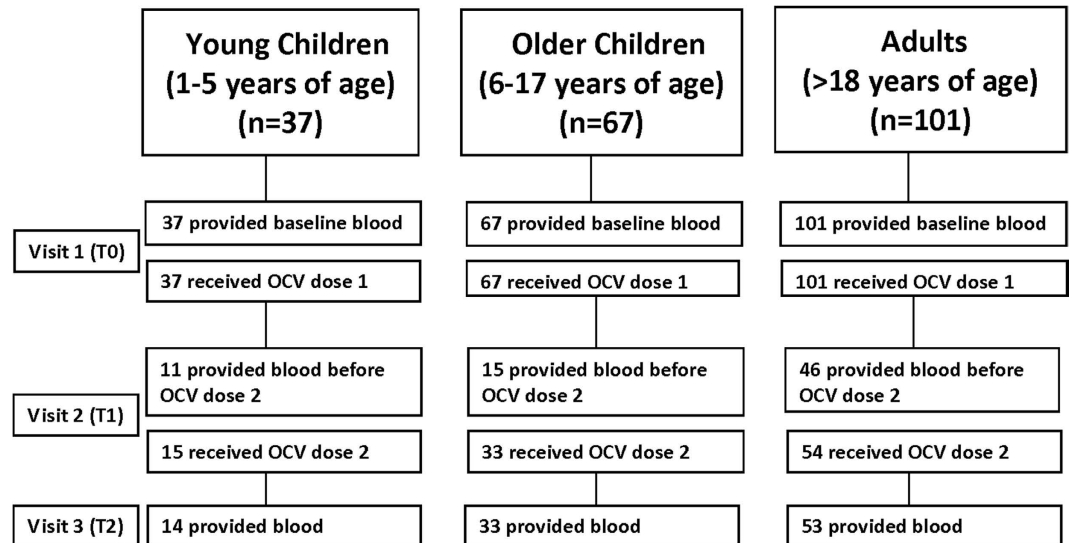 Young Children
(1-5 years of age)
(n=37)
Older Children
(6-17 years of age)
(n=67)
Adults
(>18 years of age)
(n=101)
Visit 1 (T0)
37 provided baseline blood
67 provided baseline blood
101 provided baseline blood
37 received OCV dose 1
67 received OCV dose 1
101 received OCV dose 1
Visit 2 (T1)
11 provided blood before
OCV dose 2
15 provided blood before
OCV dose 2
46 provided blood before
OCV dose 2
15 received OCV dose 2
33 received OCV dose 2
54 received OCV dose 2
Visit 3 (T2)
14 provided blood
33 provided blood
53 provided blood